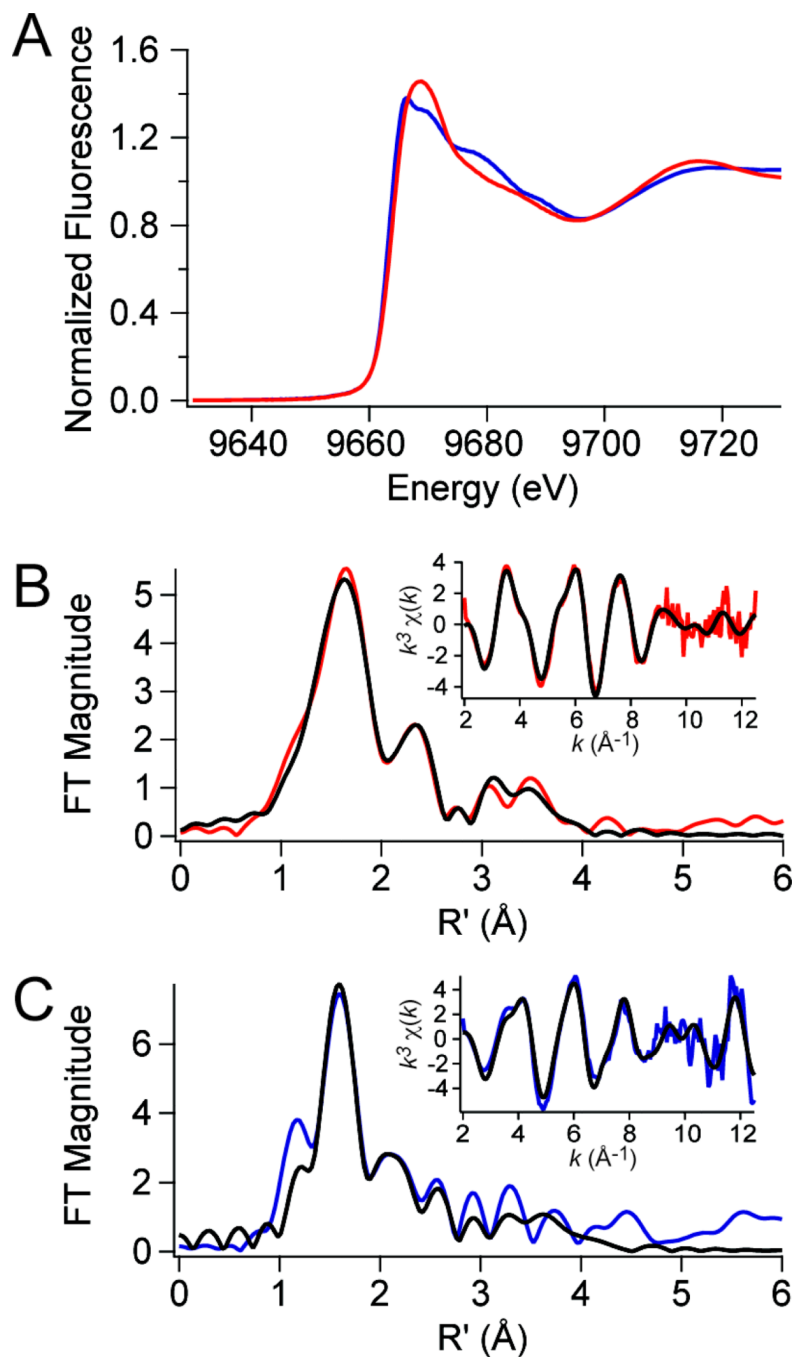 A
1.6
1.2
0.8
0.4
0.0
Normalized Fluorescence
9640 9660 9680 9700 9720
Energy (eV)
B
5
4
3
2
1
0
FT Magnitude
0 1 2 3 4 5 6
R' (Å)
4
2
0
-2
-4
k³ χ(k)
2 4 6 8 10 12
k (Å⁻¹)
C
6
4
2
0
FT Magnitude
0 1 2 3 4 5 6
R' (Å)
4
2
0
-2
-4
k³ χ(k)
2 4 6 8 10 12
k (Å⁻¹)